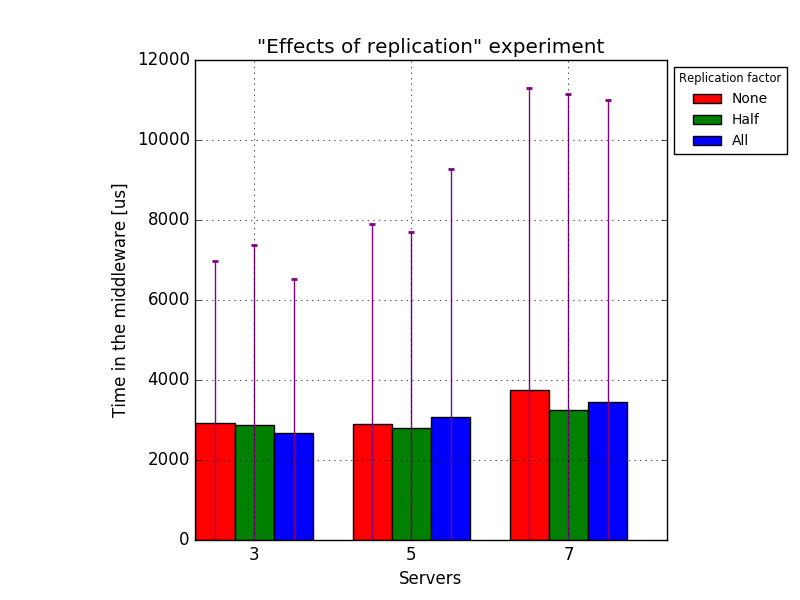 "Effects of replication" experiment
12000
10000
8000
6000
4000
2000
0
Time in the middleware [us]
3 5 7
Servers
Replication factor
None
Half
All